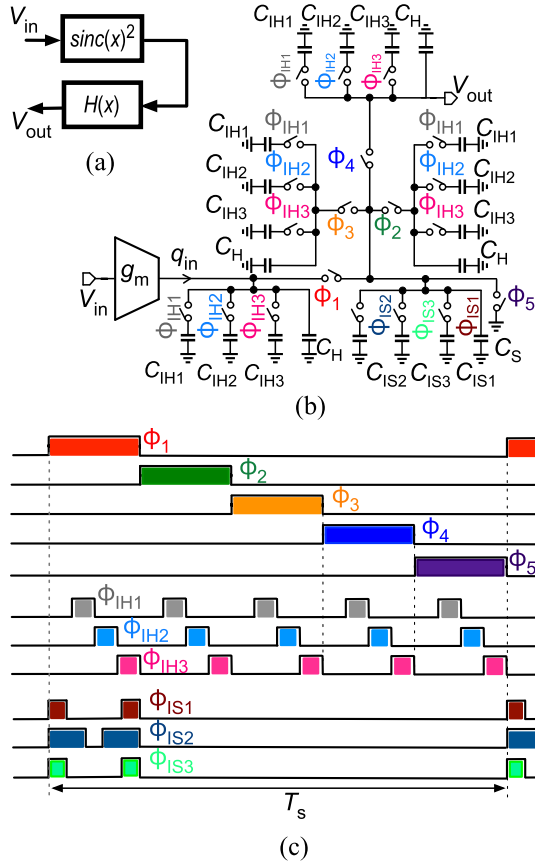 V_in
sinc(x)²
H(x)
V_out
(a)
C_IH1 C_IH2 C_IH3 C_H
Φ_IH1 Φ_IH2 Φ_IH3
V_out
C_IH1 Φ_IH1 Φ_IH1 C_IH1
C_IH2 Φ_IH2 Φ_4 Φ_IH2 C_IH2
C_IH3 Φ_IH3 Φ_IH3 C_IH3
Φ_3 Φ_2
C_H C_H
g_m q_in
V_in
Φ_1 Φ_5
Φ_IH1 Φ_IH2 Φ_IH3 C_H Φ_IS2 Φ_IS3 Φ_IS1 C_S
C_IH1 C_IH2 C_IH3 C_IS2 C_IS3 C_IS1
(b)
Φ_1
Φ_2
Φ_3
Φ_4
Φ_5
Φ_IH1
Φ_IH2
Φ_IH3
Φ_IS1
Φ_IS2
Φ_IS3
T_s
(c)